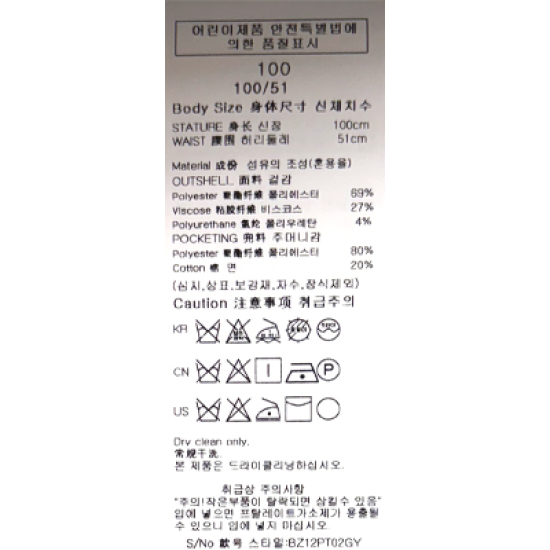 어린이제품 안전특별법에
의한 품질표시
100
100/51
Body Size 身体尺寸 신체치수
STATURE 身长 신장 100cm
WAIST 腰围 허리둘레 51cm
Material 成份 섬유의 조성(혼용율)
OUTSHELL 面料 겉감
Polyester 聚酯纤维 폴리에스타 69%
Viscose 粘胶纤维 비스코스 27%
Polyurethane 氨纶 폴리우레탄 4%
POCKETING 주머니감
Polyester 聚酯纤维 폴리에스타 80%
Cotton 棉 면 20%
(심지,상표,보강재,자수,장식제외)
Caution 注意事项 취급주의
KR
CN P
US
Dry clean only.
常规干洗.
본 제품은 드라이클리닝하십시오.
취급상 주의사항
"주의!작은부품이 탈락되면 삼킬수 있음"
입에 넣으면 프탈레이트가소제가 용출될
수 있으니 입에 넣지 마십시오
S/No 款号 스타일:BZ12PT02GY